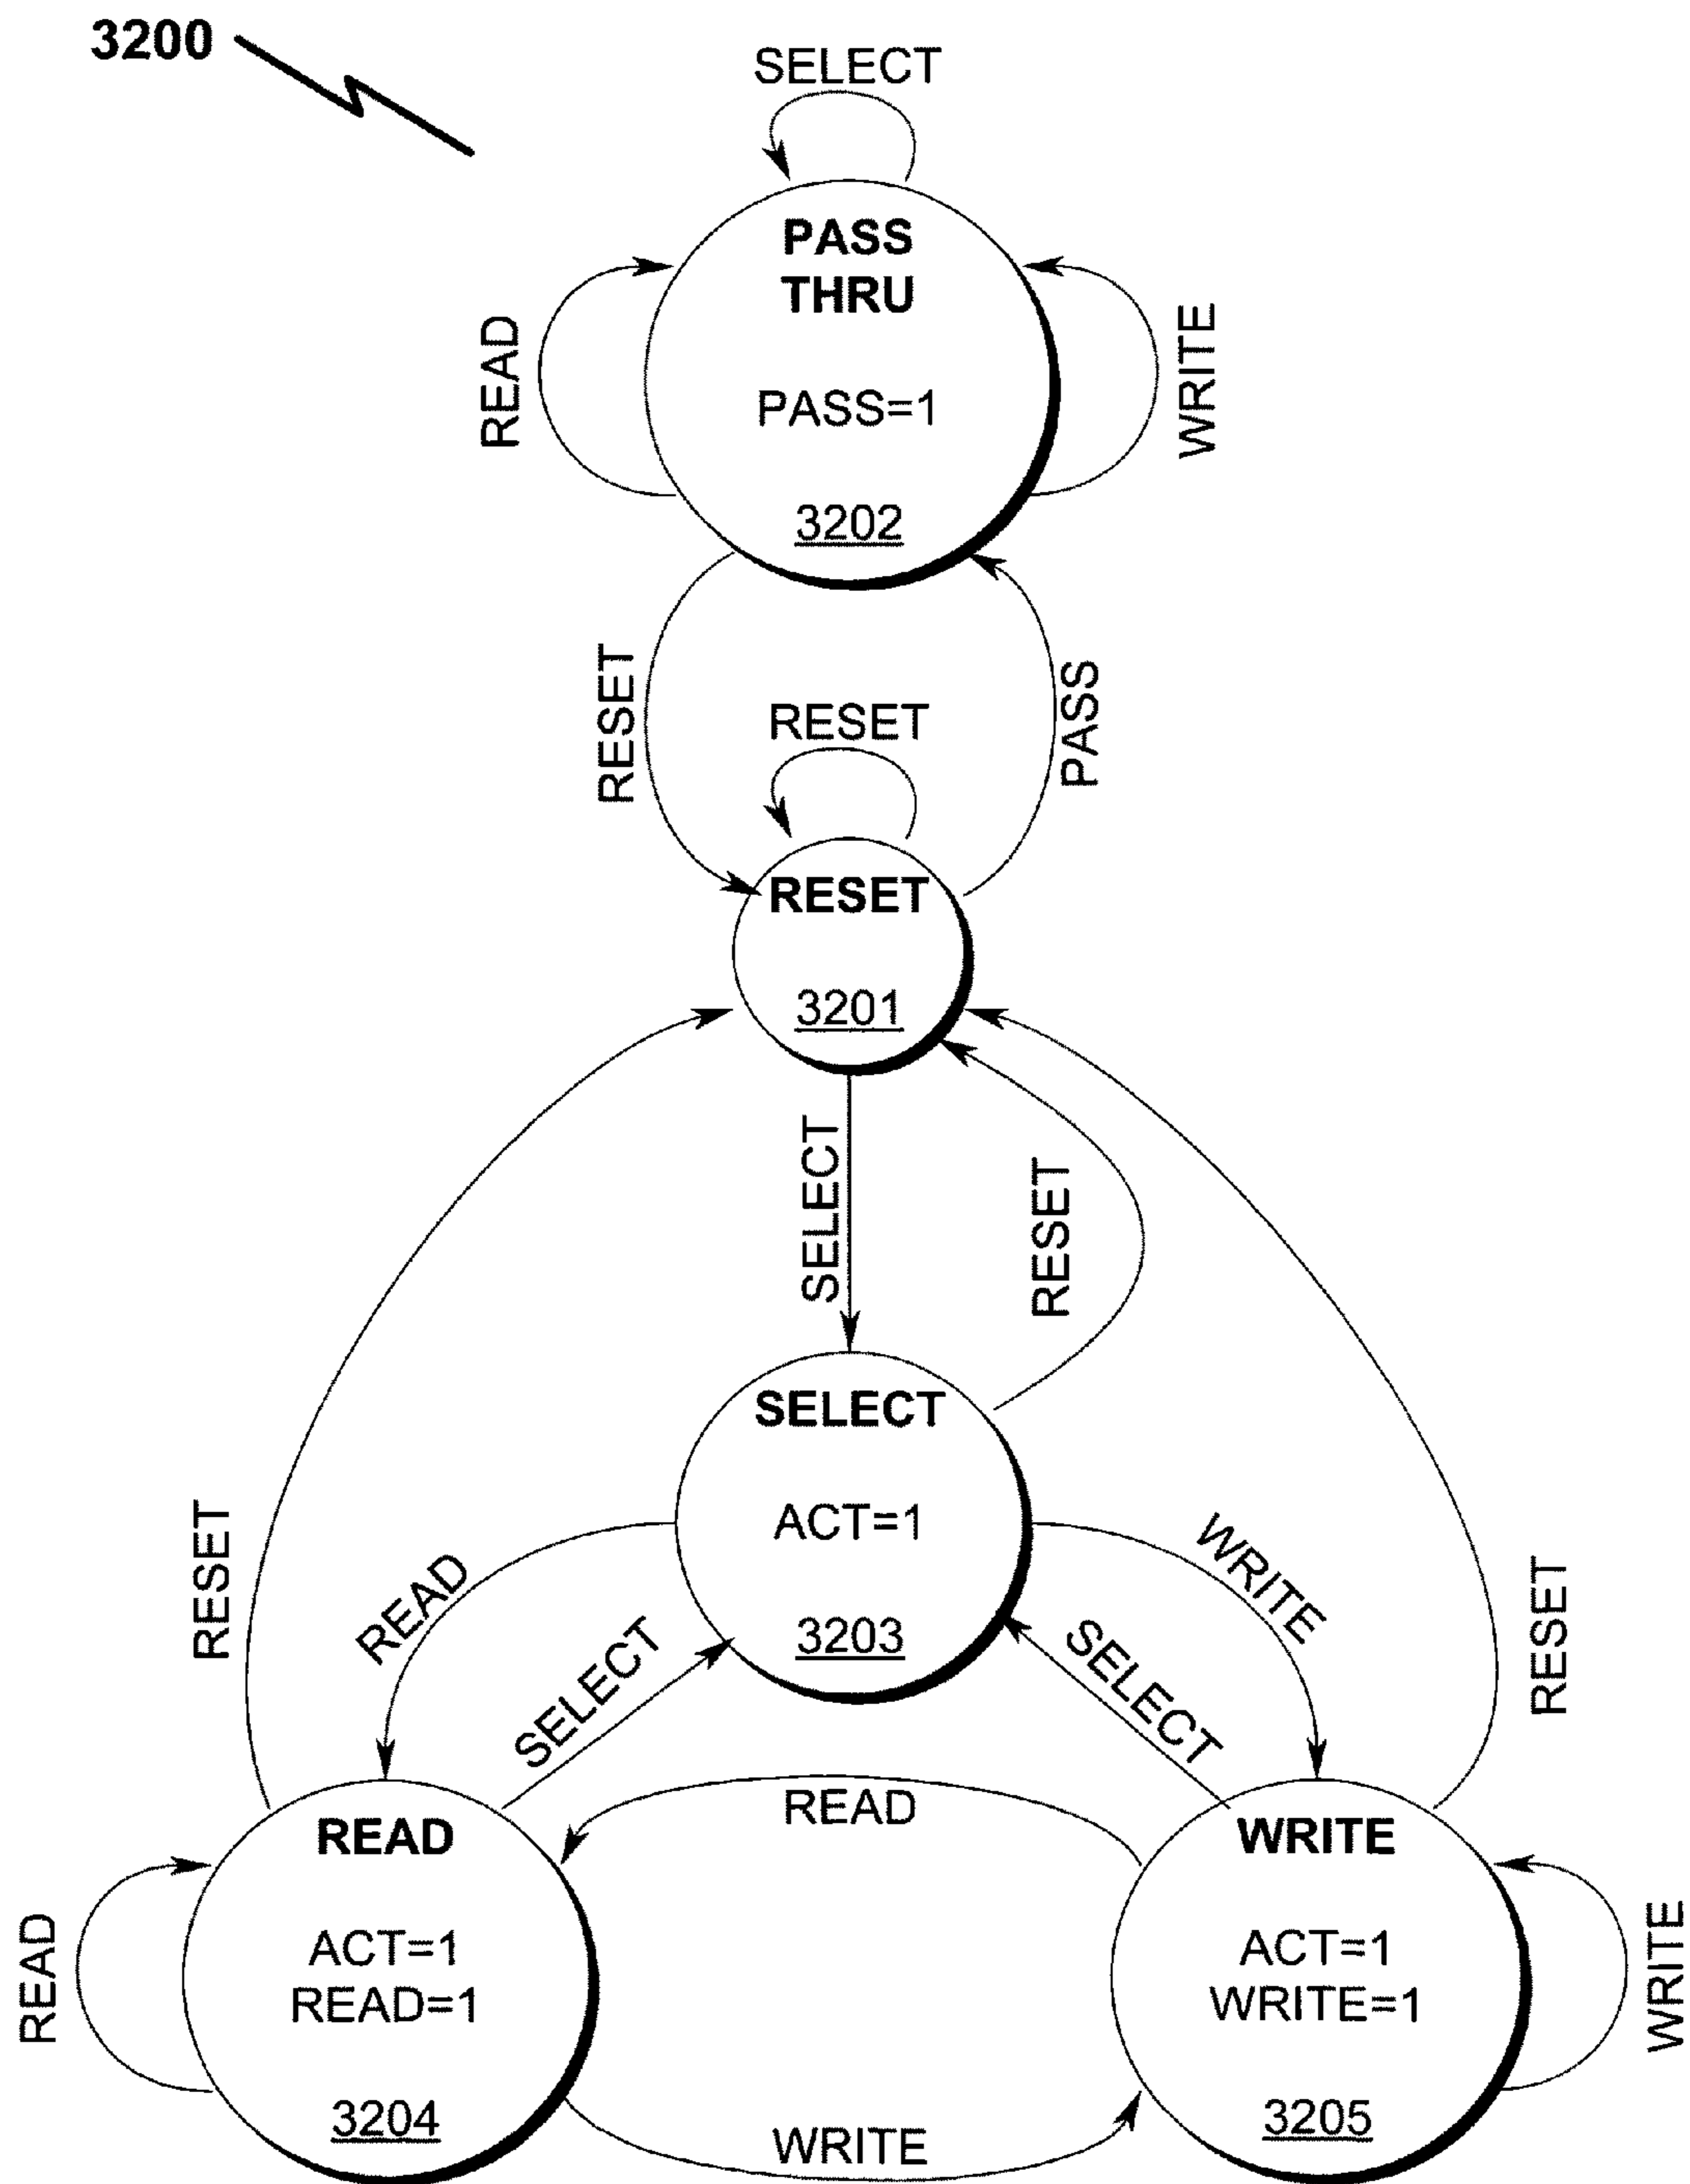 3200
SELECT
PASS
THRU
READ
WRITE
PASS=1
3202
RESET
PASS
RESET
RESET
3201
SELECT
RESET
SELECT
ACT=1
3203
RESET
READ
SELECT
WRITE
SELECT
RESET
READ
READ
WRITE
READ
ACT=1
READ=1
ACT=1
WRITE=1
WRITE
3204
WRITE
3205